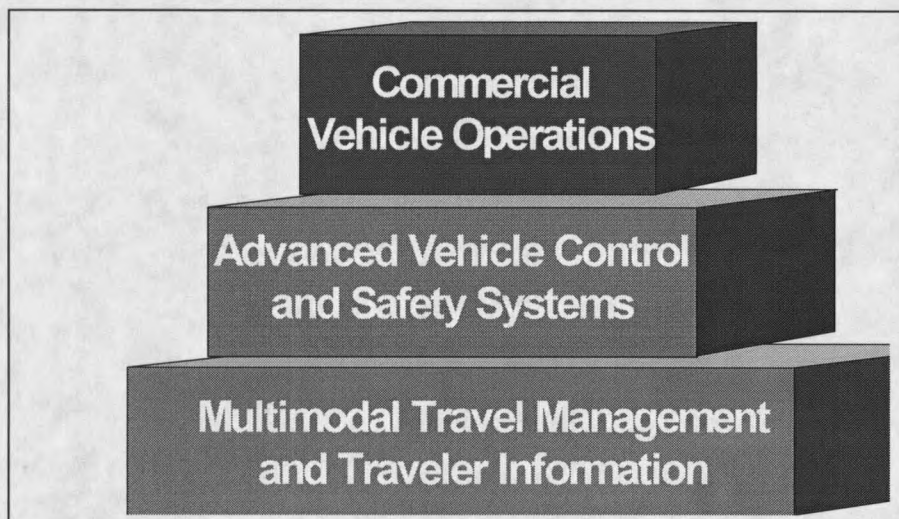 Commercial
Vehicle Operations
Advanced Vehicle Control
and Safety Systems
Multimodal Travel Management
and Traveler Information